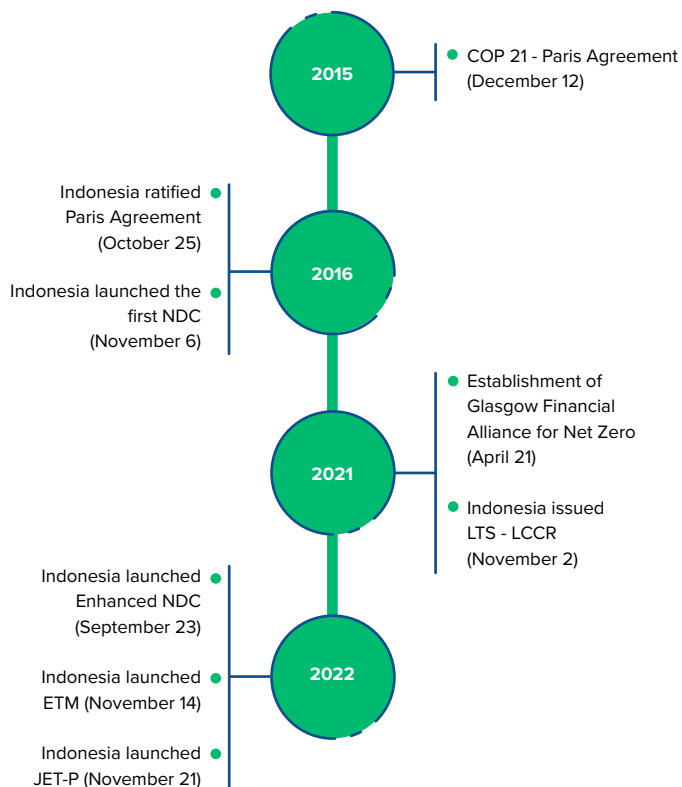 2015
COP 21 - Paris Agreement
(December 12)
Indonesia ratified
Paris Agreement
(October 25)
2016
Indonesia launched the
first NDC
(November 6)
Establishment of
Glasgow Financial
Alliance for Net Zero
(April 21)
2021
Indonesia issued
LTS - LCCR
(November 2)
Indonesia launched
Enhanced NDC
(September 23)
2022
Indonesia launched
ETM (November 14)
Indonesia launched
JET-P (November 21)